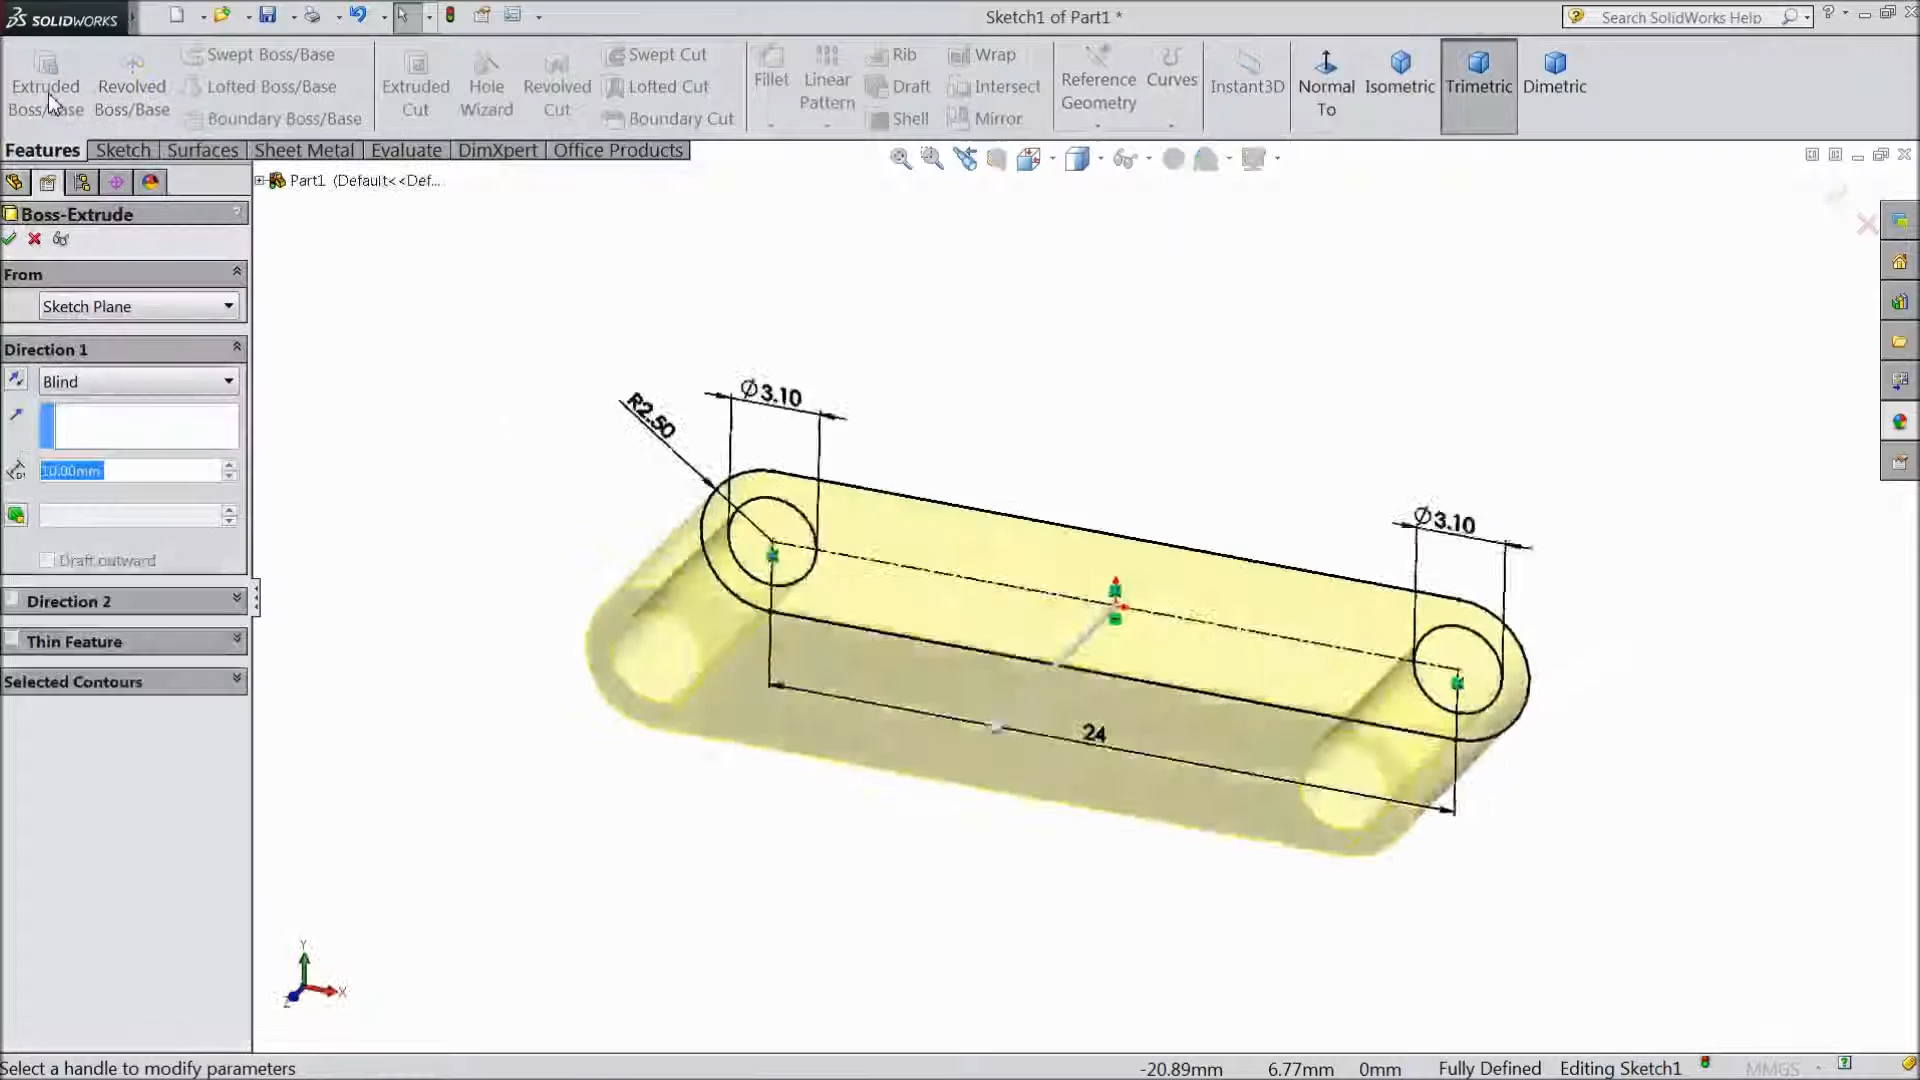 SOLIDWORKS
Sketch1 of Part1 *
Search SolidWorks Help
Extruded Boss/Base
Revolved Boss/Base
Swept Boss/Base
Lofted Boss/Base
Boundary Boss/Base
Extruded Cut
Hole Wizard
Revolved Cut
Swept Cut
Lofted Cut
Boundary Cut
Fillet
Linear Pattern
Rib
Draft
Shell
Wrap
Intersect
Mirror
Reference Geometry
Curves
Instant3D
Normal To
Isometric
Trimetric
Dimetric
Features
Sketch
Surfaces
Sheet Metal
Evaluate
DimXpert
Office Products
Part1 (Default<<Def...
Boss-Extrude
?
From
Sketch Plane
Direction 1
Blind
D1
10.00mm
Draft outward
Direction 2
Thin Feature
Selected Contours
R2.50
∅3.10
∅3.10
24
Y
X
Z
Select a handle to modify parameters
-20.89mm
6.77mm
0mm
Fully Defined
Editing Sketch1
MMGS